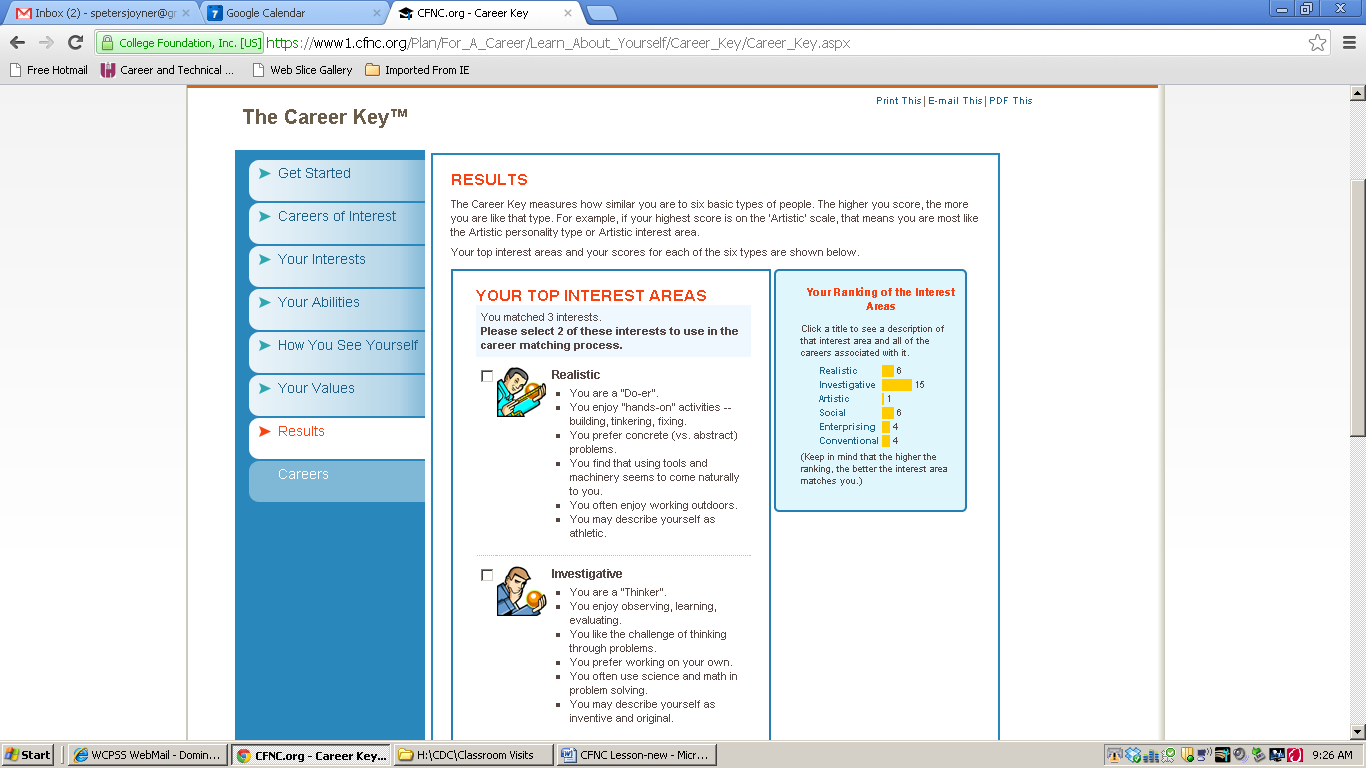 Inbox (2) - spetersjoyner@gr
Google Calendar
CFNC.org - Career Key
College Foundation, Inc. [US]
https://www1.cfnc.org/Plan/For_A_Career/Learn_About_Yourself/Career_Key/Career_Key.aspx
Free Hotmail
Career and Technical ...
Web Slice Gallery
Imported From IE
Print This | E-mail This | PDF This
The Career Key™
Get Started
Careers of Interest
Your Interests
Your Abilities
How You See Yourself
Your Values
Results
Careers
RESULTS
The Career Key measures how similar you are to six basic types of people. The higher you score, the more
you are like that type. For example, if your highest score is on the 'Artistic' scale, that means you are most like
the Artistic personality type or Artistic interest area.
Your top interest areas and your scores for each of the six types are shown below.
YOUR TOP INTEREST AREAS
You matched 3 interests.
Please select 2 of these interests to use in the
career matching process.
Realistic
You are a "Do-er".
You enjoy "hands-on" activities --
building, tinkering, fixing.
You prefer concrete (vs. abstract)
problems.
You find that using tools and
machinery seems to come naturally
to you.
You often enjoy working outdoors.
You may describe yourself as
athletic.
Investigative
You are a "Thinker".
You enjoy observing, learning,
evaluating.
You like the challenge of thinking
through problems.
You prefer working on your own.
You often use science and math in
problem solving.
You may describe yourself as
inventive and original.
Your Ranking of the Interest
Areas
Click a title to see a description of
that interest area and all of the
careers associated with it.
Realistic 6
Investigative 15
Artistic 1
Social 6
Enterprising 4
Conventional 4
(Keep in mind that the higher the
ranking, the better the interest area
matches you.)
Start
WCPSS WebMail - Domin...
CFNC.org - Career Key...
H:\CDC\Classroom Visits
CFNC Lesson-new - Micr...
9:26 AM